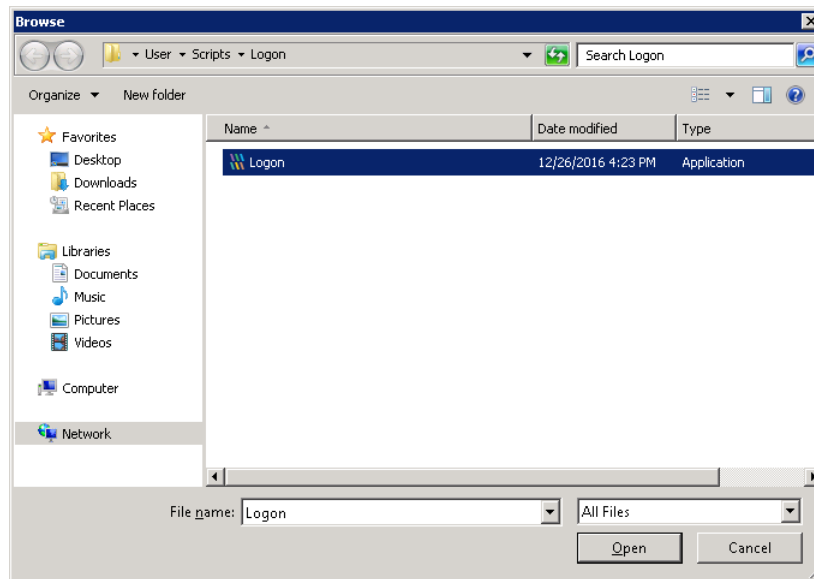 Browse
User Scripts Logon
Search Logon
Organize New folder
Name Date modified Type
Favorites
Desktop
Downloads
Recent Places
Libraries
Documents
Music
Pictures
Videos
Computer
Network
Logon 12/26/2016 4:23 PM Application
File name: Logon All Files
Open Cancel